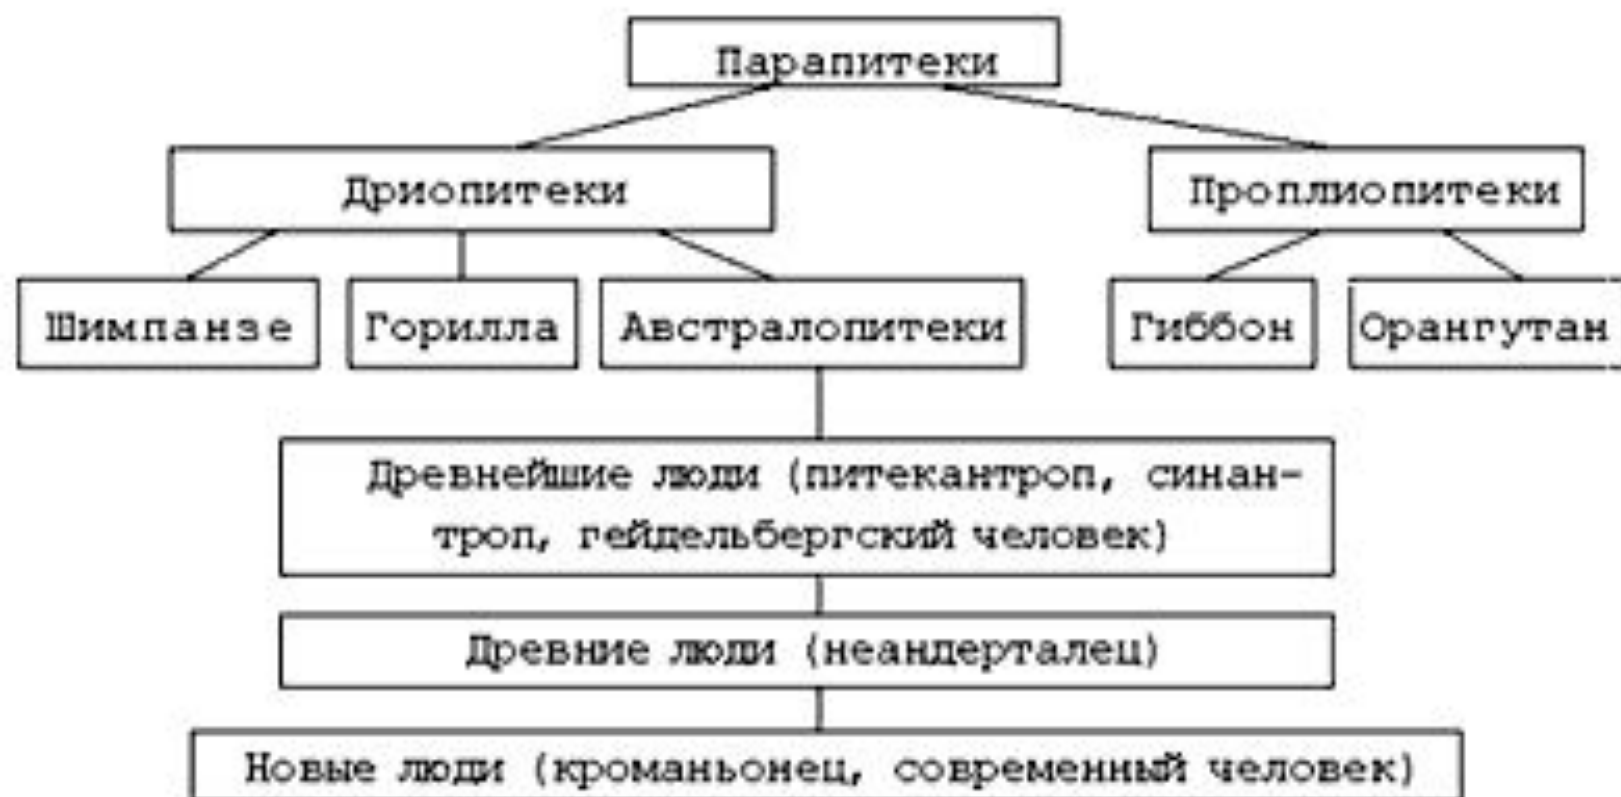 Парапитеки
Дриопитеки
Проплиопитеки
Шимпанзе
Горилла
Австралопитеки
Гиббон
Орангутан
Древнейшие люди (питекантроп, синан-
троп, гейдельбергский человек)
Древние люди (неандерталец)
Новые люди (кроманьонец, современный человек)